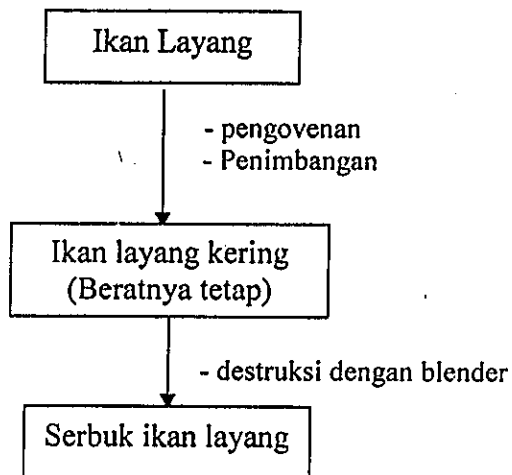 Ikan Layang
- pengovenan
- Penimbangan
Ikan layang kering
(Beratnya tetap)
- destruksi dengan blender
Serbuk ikan layang